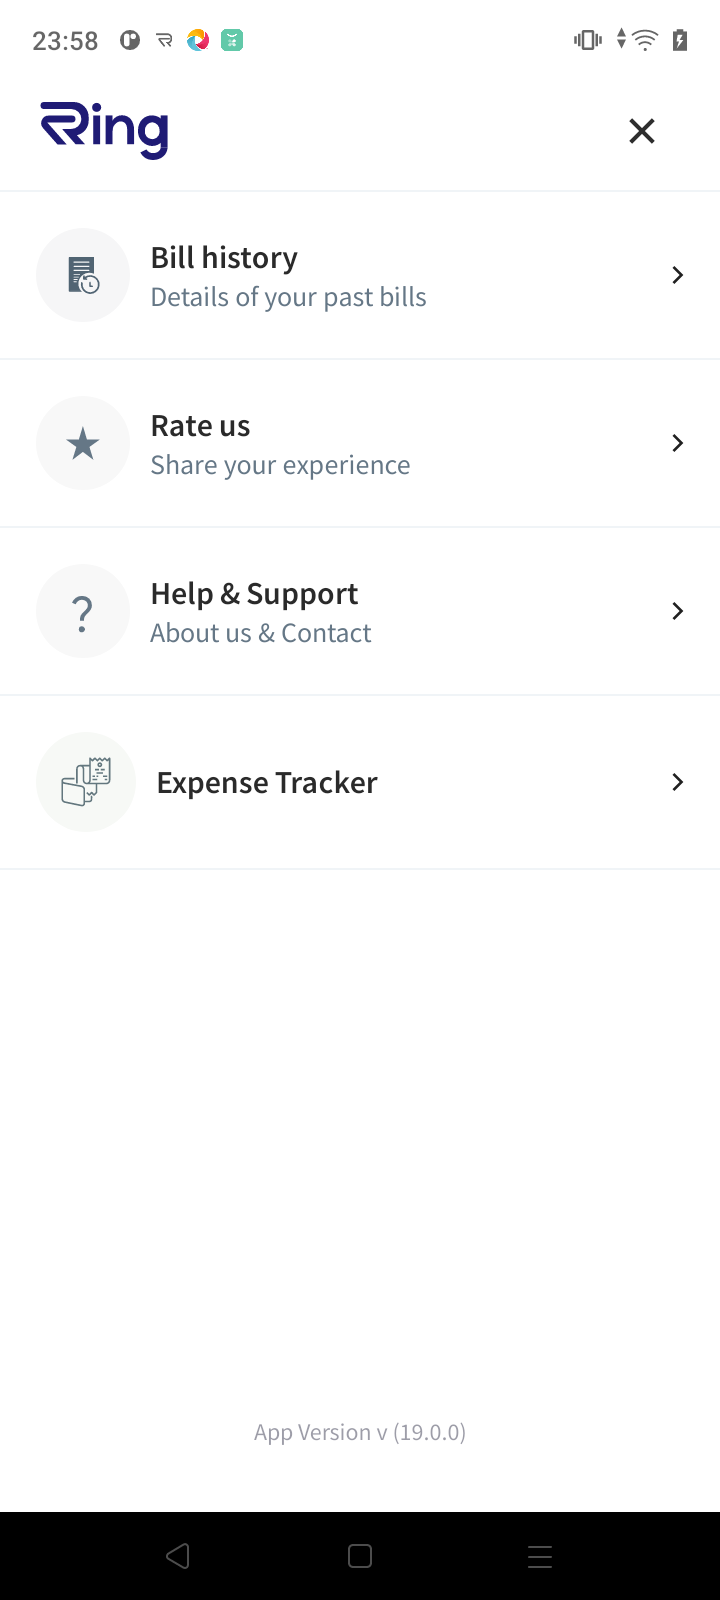 23:58
Ring
Bill history
Details of your past bills
Rate us
Share your experience
Help & Support
About us & Contact
Expense Tracker
App Version v (19.0.0)